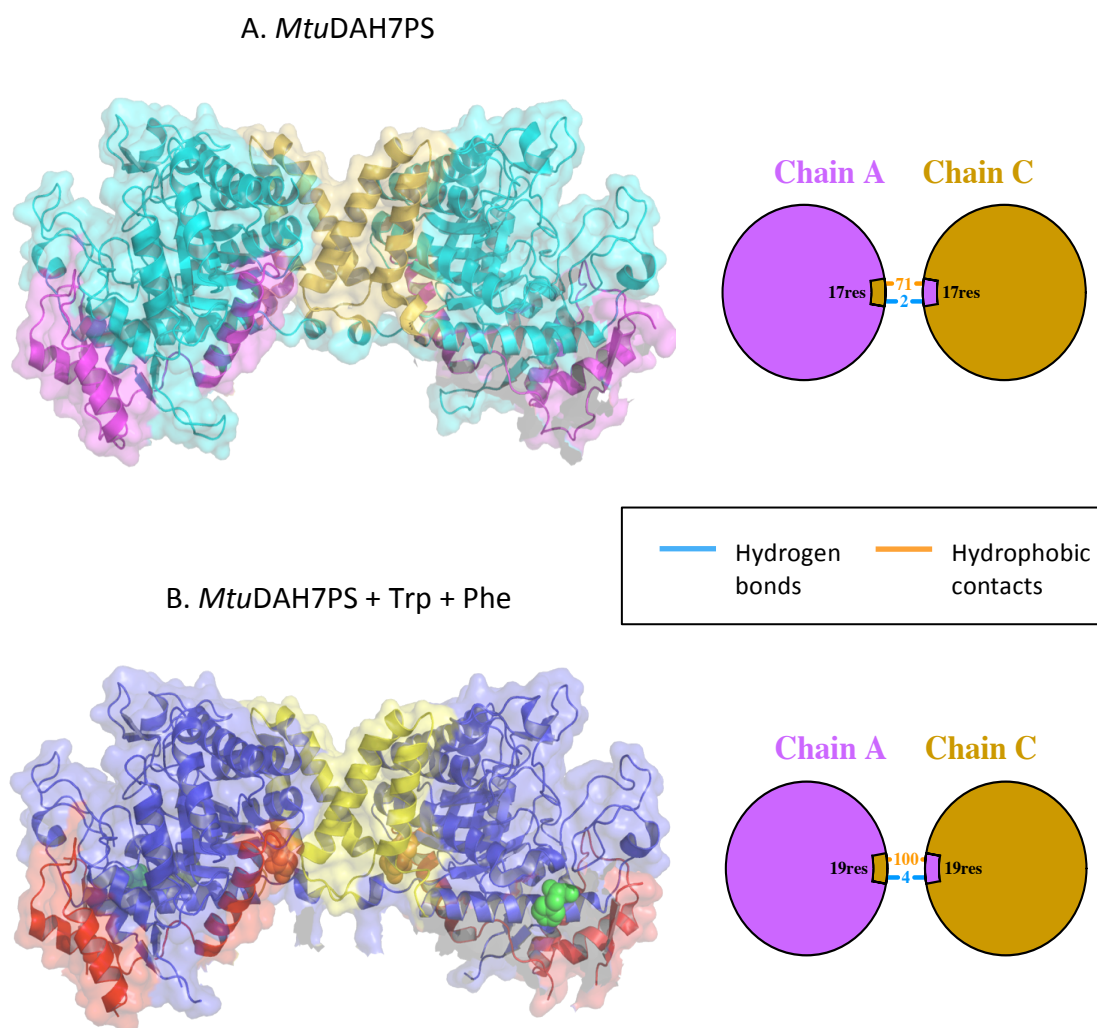 A. MtuDAH7PS
Chain A Chain C
17res 71 17res
2
Hydrogen bonds
Hydrophobic contacts
B. MtuDAH7PS + Trp + Phe
Chain A Chain C
19res 100 19res
4